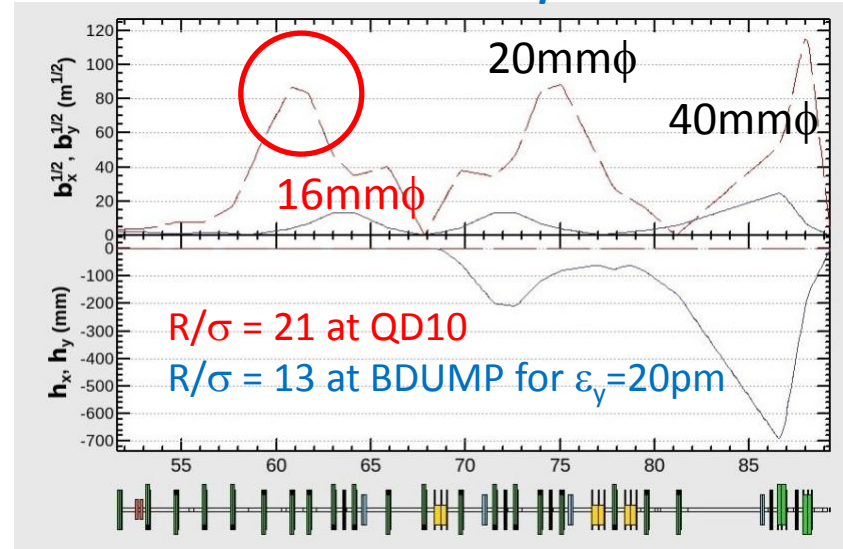 120
100
80
60
40
20
0
b_x^{1/2}, b_y^{1/2} (m^{1/2})
20mmϕ
40mmϕ
16mmϕ
0
-100
-200
-300
-400
-500
-600
-700
h_x, h_y (mm)
R/σ = 21 at QD10
R/σ = 13 at BDUMP for ε_y=20pm
55 60 65 70 75 80 85